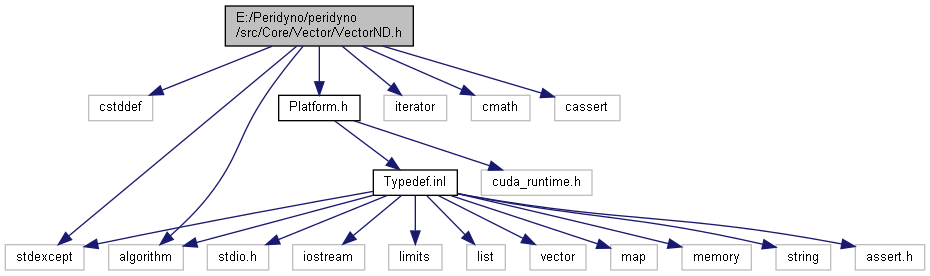 E:/Peridyno/peridyno
/src/Core/Vector/VectorND.h
cstddef
Platform.h
iterator
cmath
cassert
Typedef.inl
cuda_runtime.h
stdexcept
algorithm
stdio.h
iostream
limits
list
vector
map
memory
string
assert.h